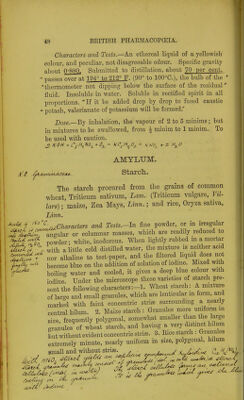 48
BRITISH PHARMACOPŒIA.
Characters and Tests.—An ethereal liquid of a yellowish
colour, and peculiar, not disagreeable odour. Specific gravity
about 0·880. Submitted to distillation, about 70 per cent.
"passes over at 194° to 212° F. (90° to 100°C.), the bulb of the
"thermometer not dipping below the surface of the residual
fluid. Insoluble in water. Soluble in rectified spirit in all
proportions. "If it be added drop by drop to fused caustic
"potash, valerianate of potassium will be formed."
Dose.—By inhalation, the vapour of 2 to 5 minims; but
in mixtures to be swallowed, from ½ minim to 1 minim. To
be used with caution.
AMYLUM.
Starch.
The starch procured from the grains of common
wheat, Triticum sativum, Lam. (Triticum vulgare, Vil-
lars); maize, Zea Mays, Linn.; and rice, Oryza sativa,
Linn.
Characters and Tests.—In fine powder, or in irregular
angular or columnar masses, which are readily reduced to
powder; white, inodorous. When lightly rubbed in a mortar
with a little cold distilled water, the mixture is neither acid
nor alkaline to test-paper, and the filtered liquid does not
become blue on the addition of solution of iodine. Mixed with
boiling water and cooled, it gives a deep blue colour with
iodine. Under the microscope these varieties of starch pre-
sent the following characters:—1. Wheat starch: A mixture
of large and small granules, which are lenticular in form, and
marked with faint concentric striæ surrounding a nearly
central hilum. 2. Maize starch: Granules more uniform in
size, frequently polygonal, somewhat smaller than the large
granules of wheat starch, and having a very distinct hilum
but without evident concentric striæ. 3. Rice starch: Granules
extremely minute, nearly uniform in size, polygonal, hilum
small and without striæ.